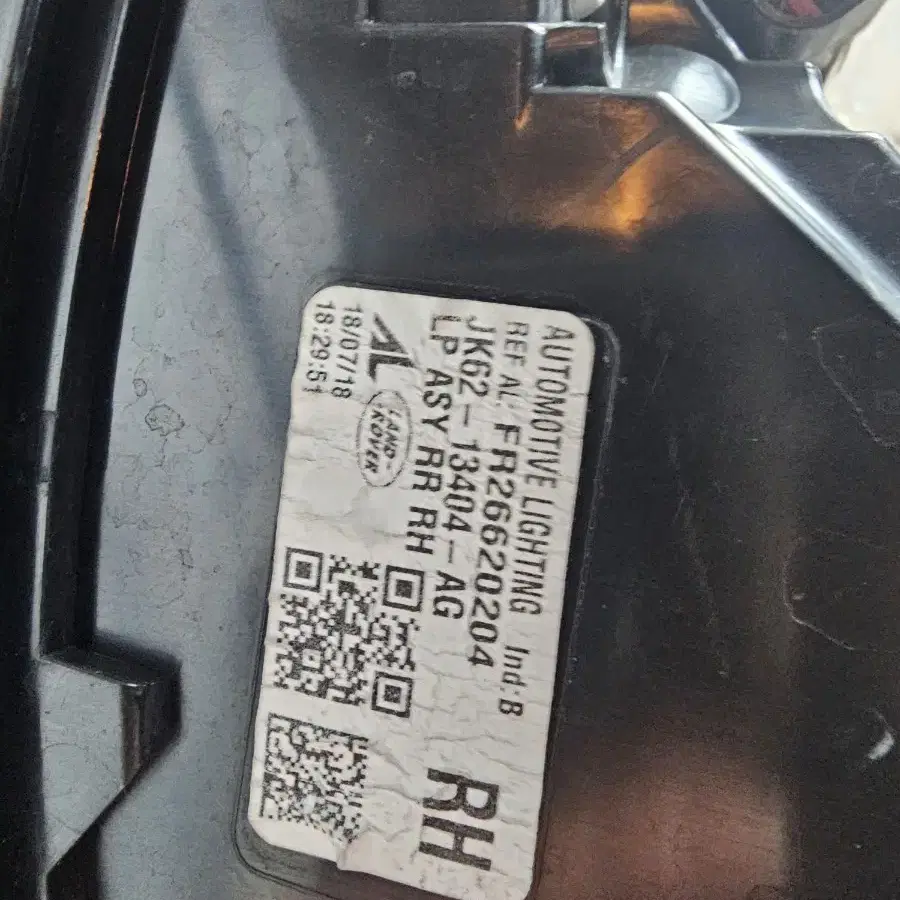 AUTOMOTIVE LIGHTING
REF AL: FR26620204 Ind:B
JK62-13404-AG
LP ASY RR RH
AL
LAND-
ROVER
18/07/18
18:29:51
RH